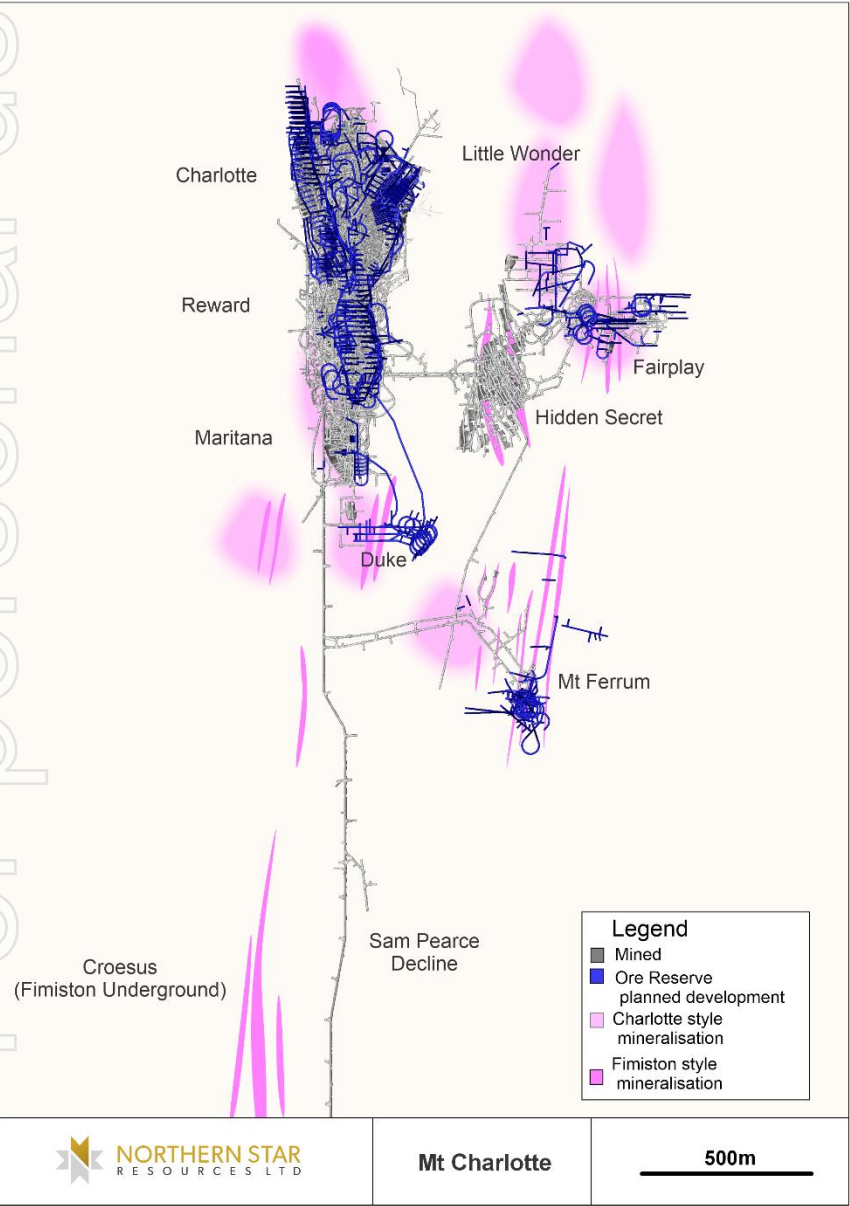 Charlotte
Little Wonder
Reward
Fairplay
Hidden Secret
Maritana
Duke
Mt Ferrum
Sam Pearce
Decline
Croesus
(Fimiston Underground)
Legend
Mined
Ore Reserve
planned development
Charlotte style
mineralisation
Fimiston style
mineralisation
NORTHERN STAR
RESOURCES LTD
Mt Charlotte
500m